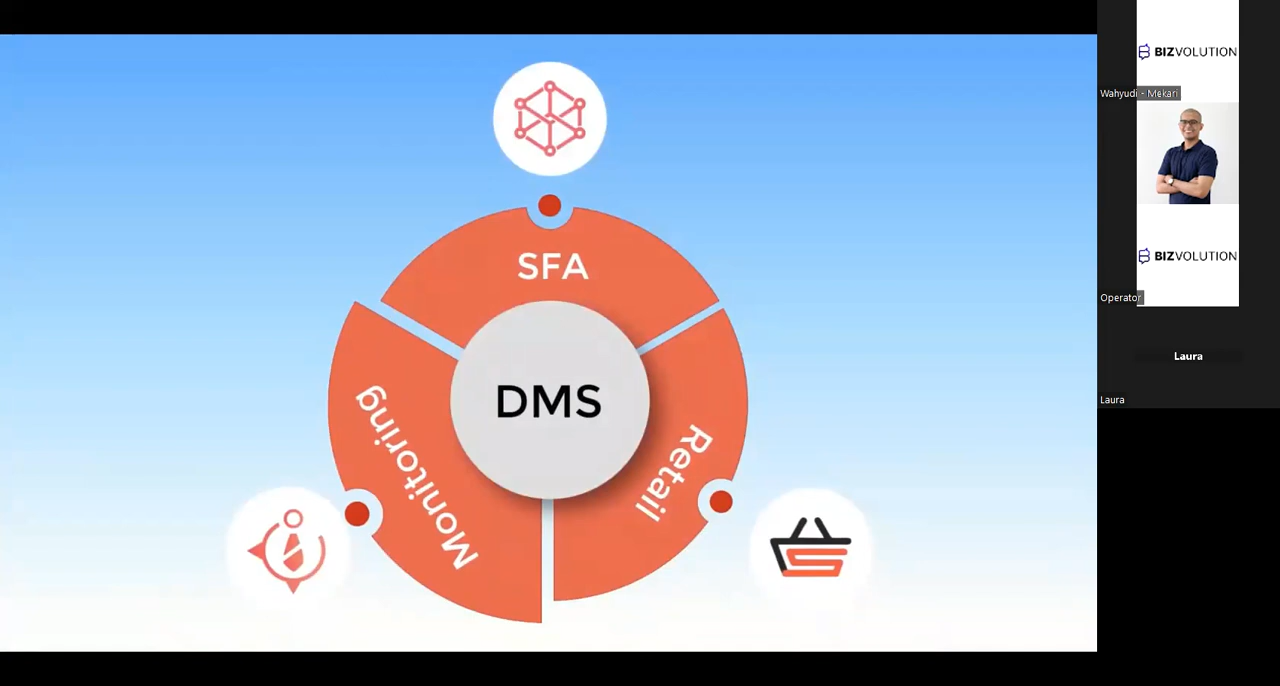 SFA
DMS
Monitoring
Retail
BIZVOLUTION
Wahyudi - Mekari
BIZVOLUTION
Operator
Laura
Laura